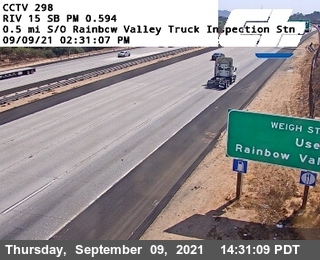 CCTV 298
RIV 15 SB PM 0.594
0.5 mi S/O Rainbow Valley Truck Inspection Stn
09/09/21 02:31:07 PM
WEIGH ST
Use
Rainbow Val
Thursday, September 09, 2021 14:31:09 PDT